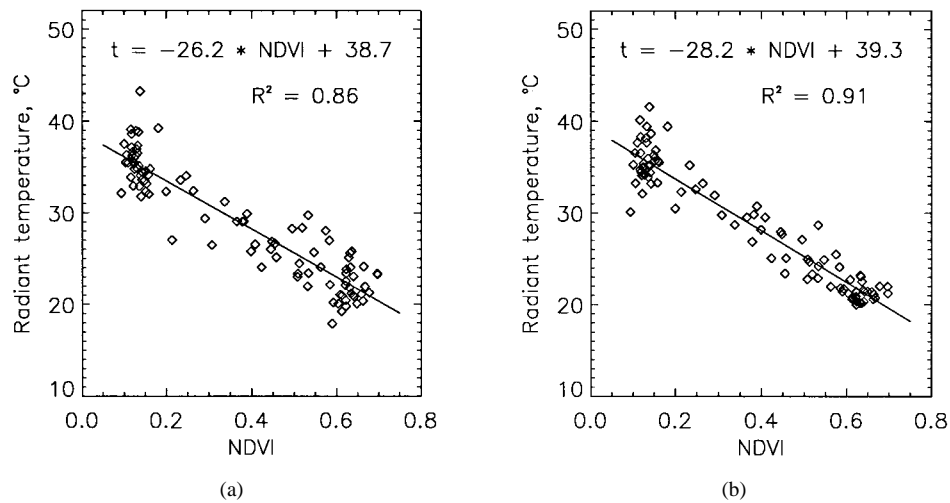 50
40
30
20
10
Radiant temperature, °C
t = −26.2 * NDVI + 38.7
R² = 0.86
0.0 0.2 0.4 0.6 0.8
NDVI
(a)
50
40
30
20
10
Radiant temperature, °C
t = −28.2 * NDVI + 39.3
R² = 0.91
0.0 0.2 0.4 0.6 0.8
NDVI
(b)